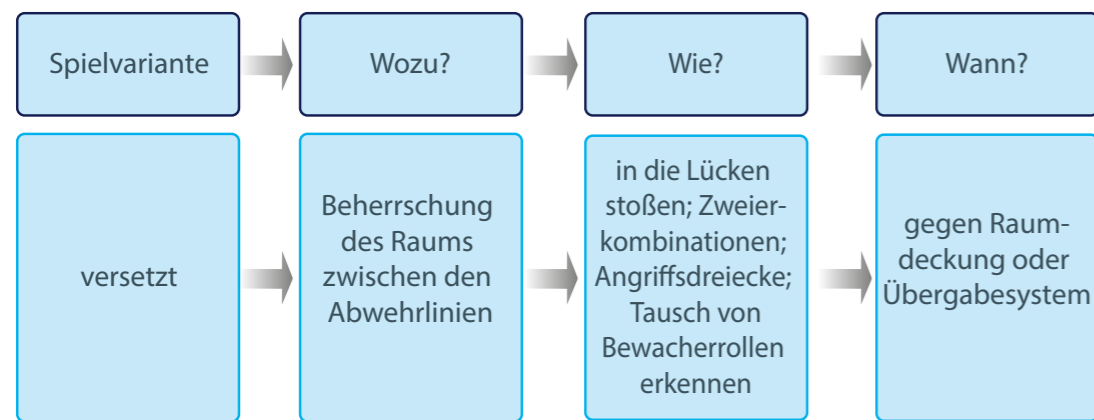 Spielvariante
Wozu?
Wie?
Wann?
versetzt
Beherrschung
des Raums
zwischen den
Abwehrlinien
in die Lücken
stoßen; Zweier-
kombinationen;
Angriffsdreiecke;
Tausch von
Bewacherrollen
erkennen
gegen Raum-
deckung oder
Übergabesystem